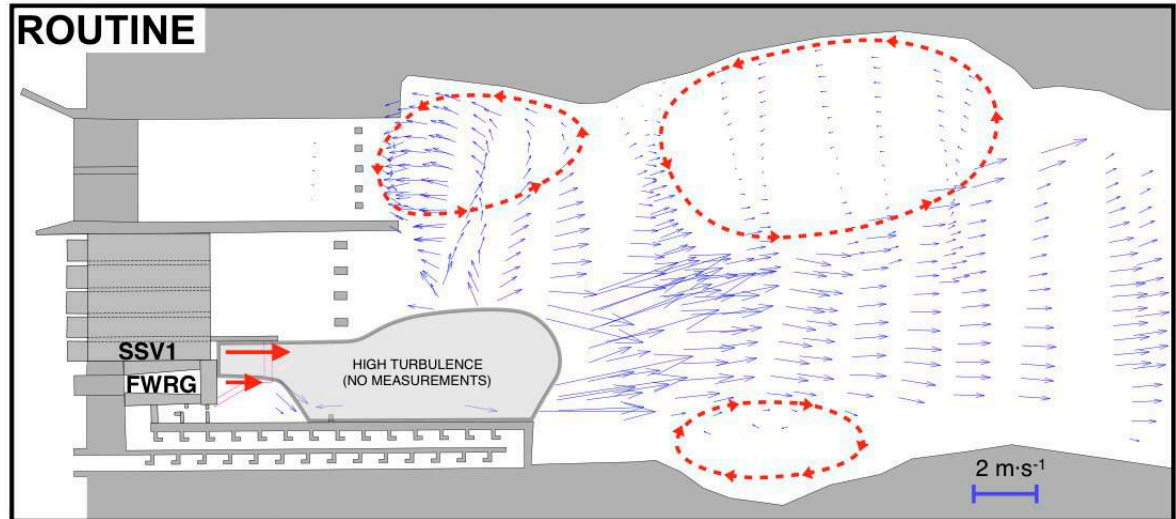 ROUTINE
SSV1
FWRG
HIGH TURBULENCE
(NO MEASUREMENTS)
2 m·s⁻¹